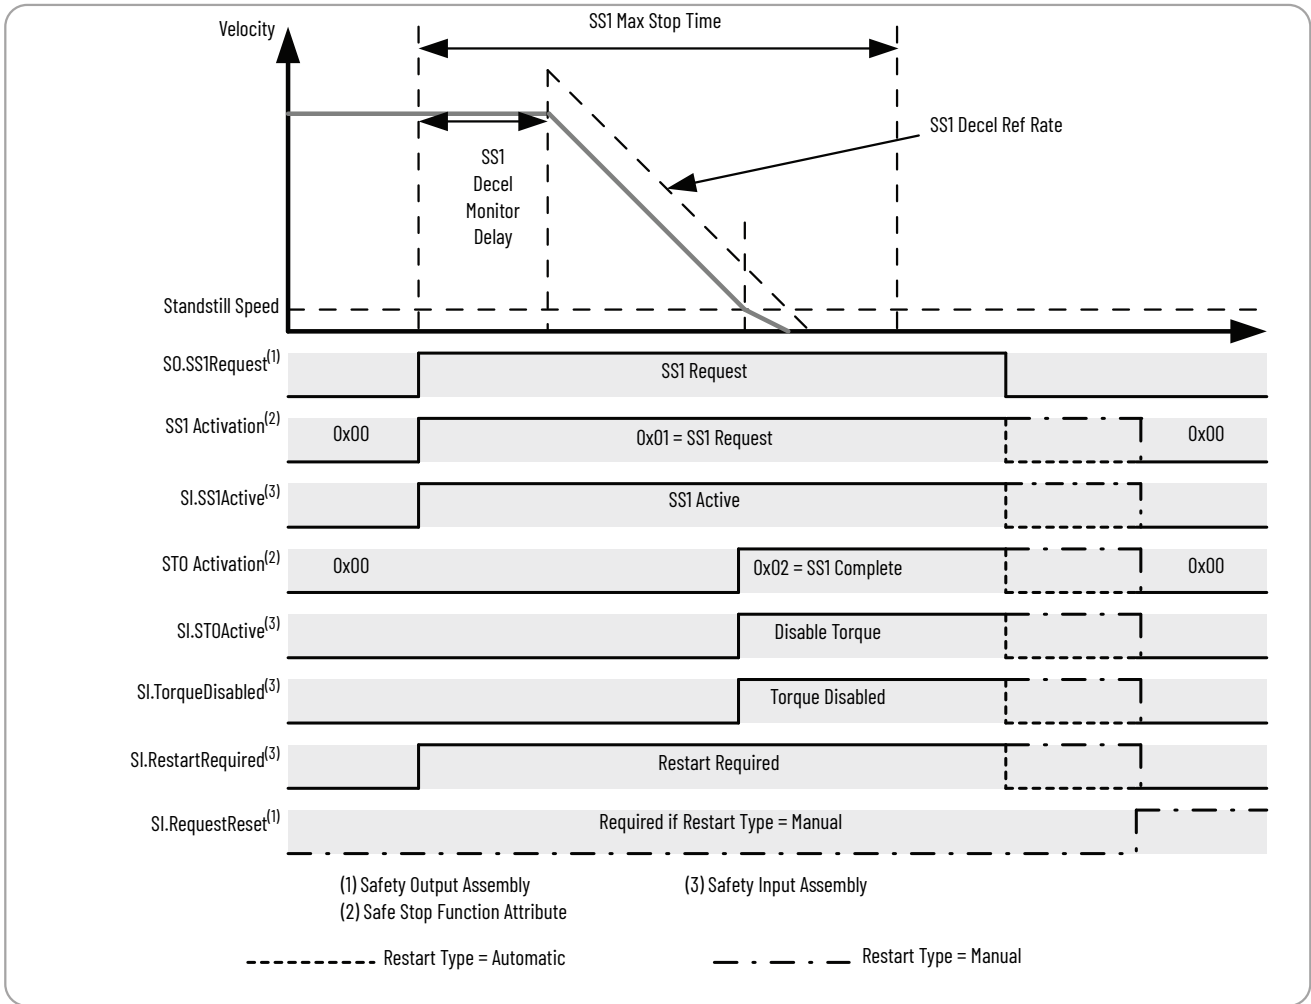 SS1 Max Stop Time
Velocity
SS1 Decel Ref Rate
SS1
Decel
Monitor
Delay
Standstill Speed
SO.SS1Request(1)
SS1 Request
SS1 Activation(2)
0x00
0x01 = SS1 Request
0x00
SI.SS1Active(3)
SS1 Active
STO Activation(2)
0x00
0x02 = SS1 Complete
0x00
SI.STOActive(3)
Disable Torque
SI.TorqueDisabled(3)
Torque Disabled
SI.RestartRequired(3)
Restart Required
SI.RequestReset(1)
Required if Restart Type = Manual
(1) Safety Output Assembly
(3) Safety Input Assembly
(2) Safe Stop Function Attribute
Restart Type = Automatic
Restart Type = Manual